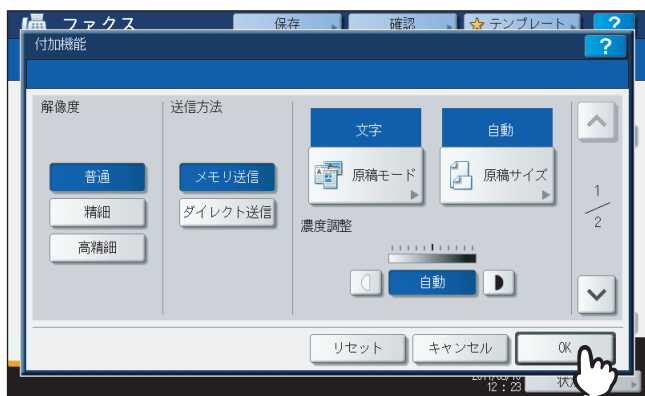 ファクス
保存
確認
テンプレート
?
付加機能
?
解像度
送信方法
文字
自動
原稿モード
原稿サイズ
普通
メモリ送信
精細
ダイレクト送信
高精細
濃度調整
自動
1
2
リセット
キャンセル
OK
12:23